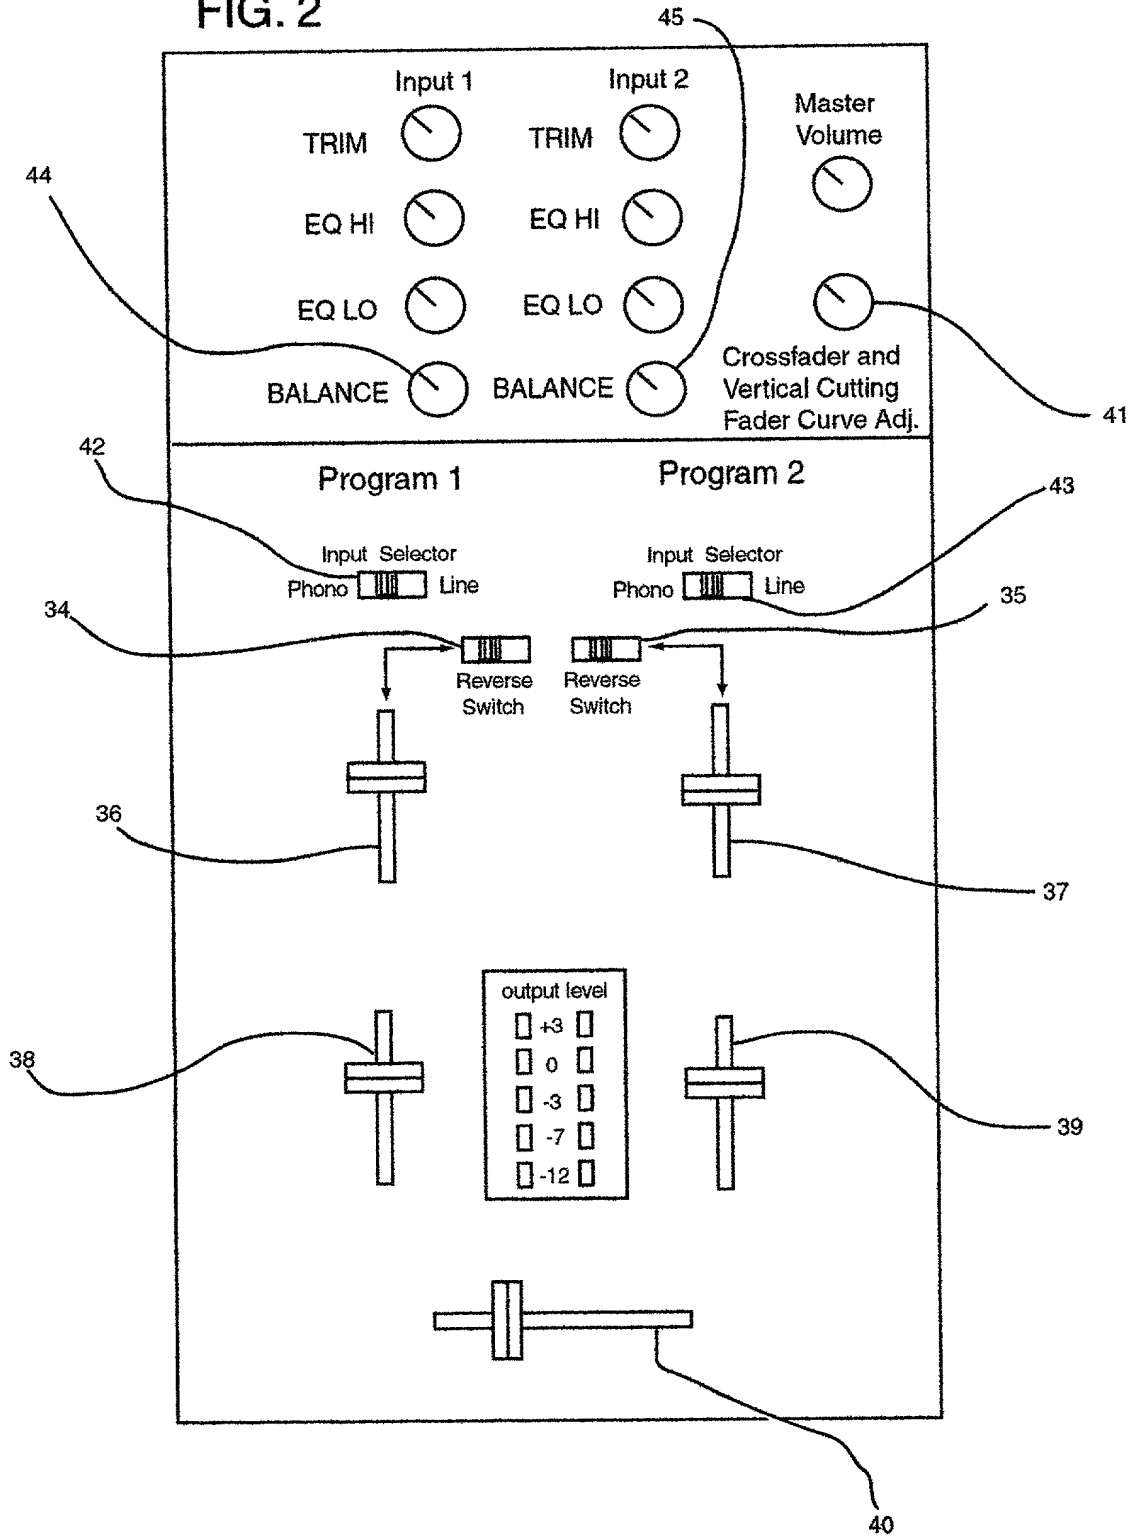 FIG. 2
45
Input 1
Input 2
Master
Volume
TRIM
TRIM
44
EQ HI
EQ HI
EQ LO
EQ LO
Crossfader and
Vertical Cutting
Fader Curve Adj.
BALANCE
BALANCE
41
42
Program 1
Program 2
43
Input Selector
Input Selector
Phono
Line
Phono
Line
34
35
Reverse
Switch
Reverse
Switch
36
37
output level
+3
0
-3
-7
-12
38
39
40